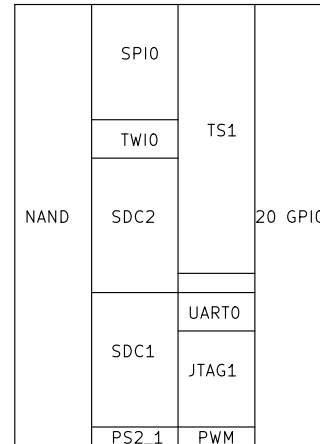 SPI0
TWI0
TS1
NAND
SDC2
20 GPIO
UART0
SDC1
JTAG1
PS2_1
PWM